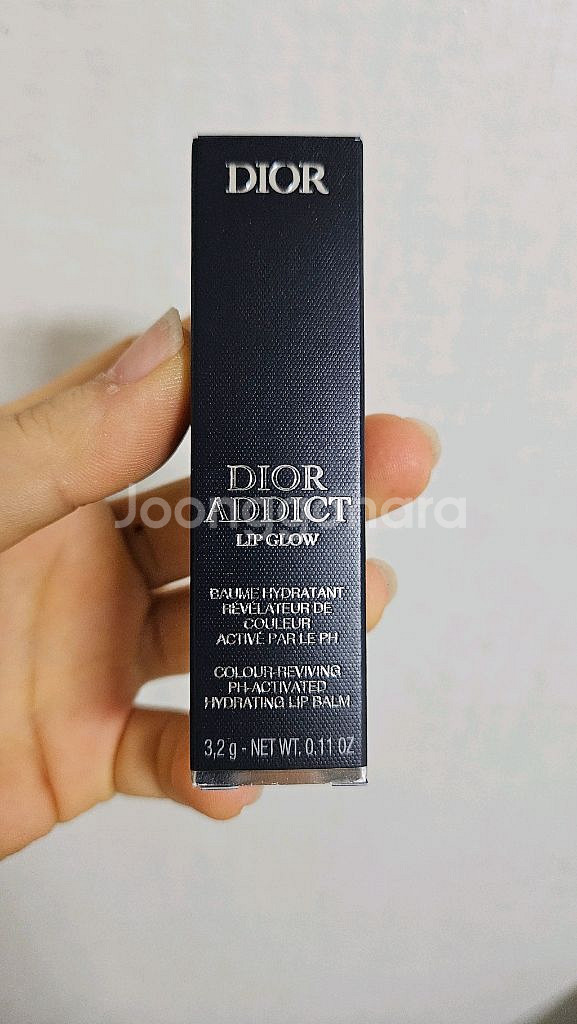 DIOR
DIOR
ADDICT
LIP GLOW
BAUME HYDRATANT
RÉVÉLATEUR DE
COULEUR
ACTIVÉ PAR LE PH
COLOUR-REVIVING
PH-ACTIVATED
HYDRATING LIP BALM
3,2 g - NET WT. 0.11 OZ
Joonggonara